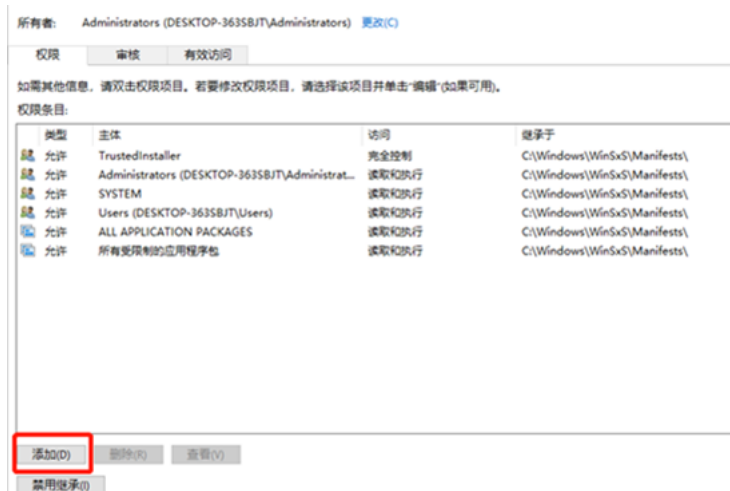 所有者: Administrators (DESKTOP-363SBJT\Administrators) 更改(C)
权限 审核 有效访问
如需其他信息，请双击权限项目。若要修改权限项目，请选择该项目并单击"编辑"(如果可用)。
权限条目:
类型 主体 访问 继承于
允许 TrustedInstaller 完全控制 C:\Windows\WinSxS\Manifests\
允许 Administrators (DESKTOP-363SBJT\Administrat... 读取和执行 C:\Windows\WinSxS\Manifests\
允许 SYSTEM 读取和执行 C:\Windows\WinSxS\Manifests\
允许 Users (DESKTOP-363SBJT\Users) 读取和执行 C:\Windows\WinSxS\Manifests\
允许 ALL APPLICATION PACKAGES 读取和执行 C:\Windows\WinSxS\Manifests\
允许 所有受限制的应用程序包 读取和执行 C:\Windows\WinSxS\Manifests\
添加(D) 删除(R) 查看(V)
禁用继承(I)